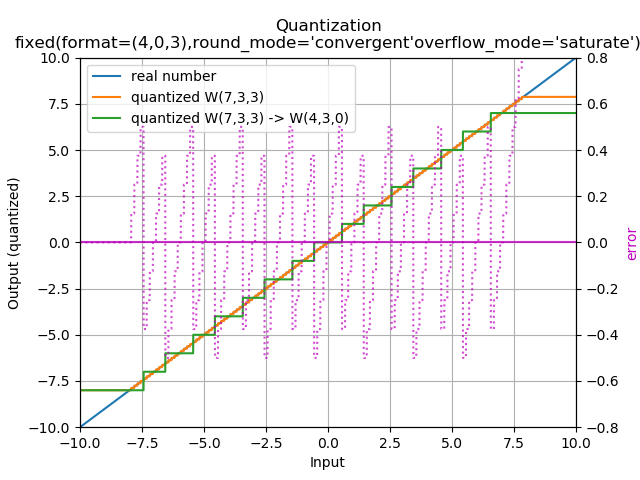 Quantization
fixed(format=(4,0,3),round_mode='convergent'overflow_mode='saturate')
real number
quantized W(7,3,3)
quantized W(7,3,3) -> W(4,3,0)
10.0
7.5
5.0
2.5
0.0
−2.5
−5.0
−7.5
−10.0
Output (quantized)
0.8
0.6
0.4
0.2
0.0
−0.2
−0.4
−0.6
−0.8
error
−10.0 −7.5 −5.0 −2.5 0.0 2.5 5.0 7.5 10.0
Input